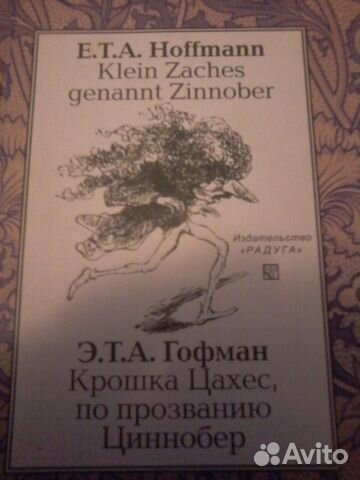 E.T.A. Hoffmann
Klein Zaches
genannt Zinnober
Издательство
«РАДУГА»
Э.Т.А. Гофман
Крошка Цахес,
по прозванию
Циннобер
Avito